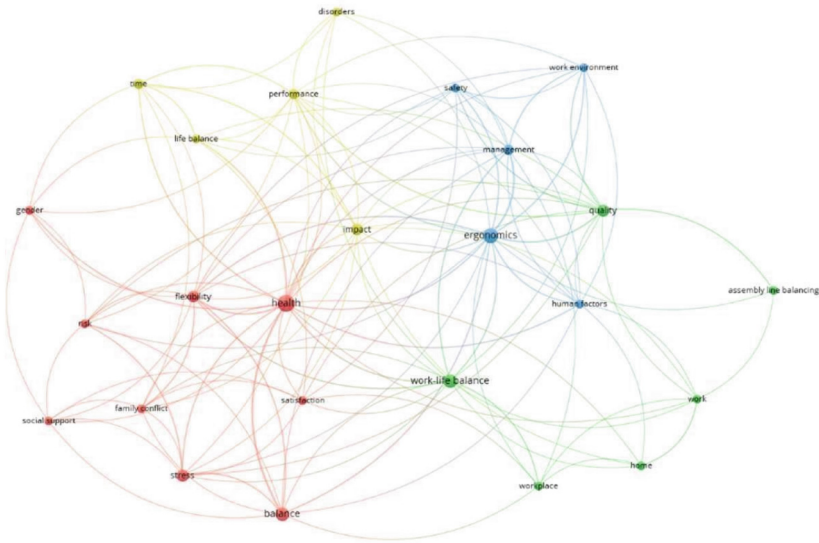 disorders
work environment
time
safety
performance
life balance
management
gender
quality
impact
ergonomics
assembly line balancing
flexibility
health
human factors
risk
work-life balance
work
satisfaction
family conflict
social support
home
stress
workplace
balance